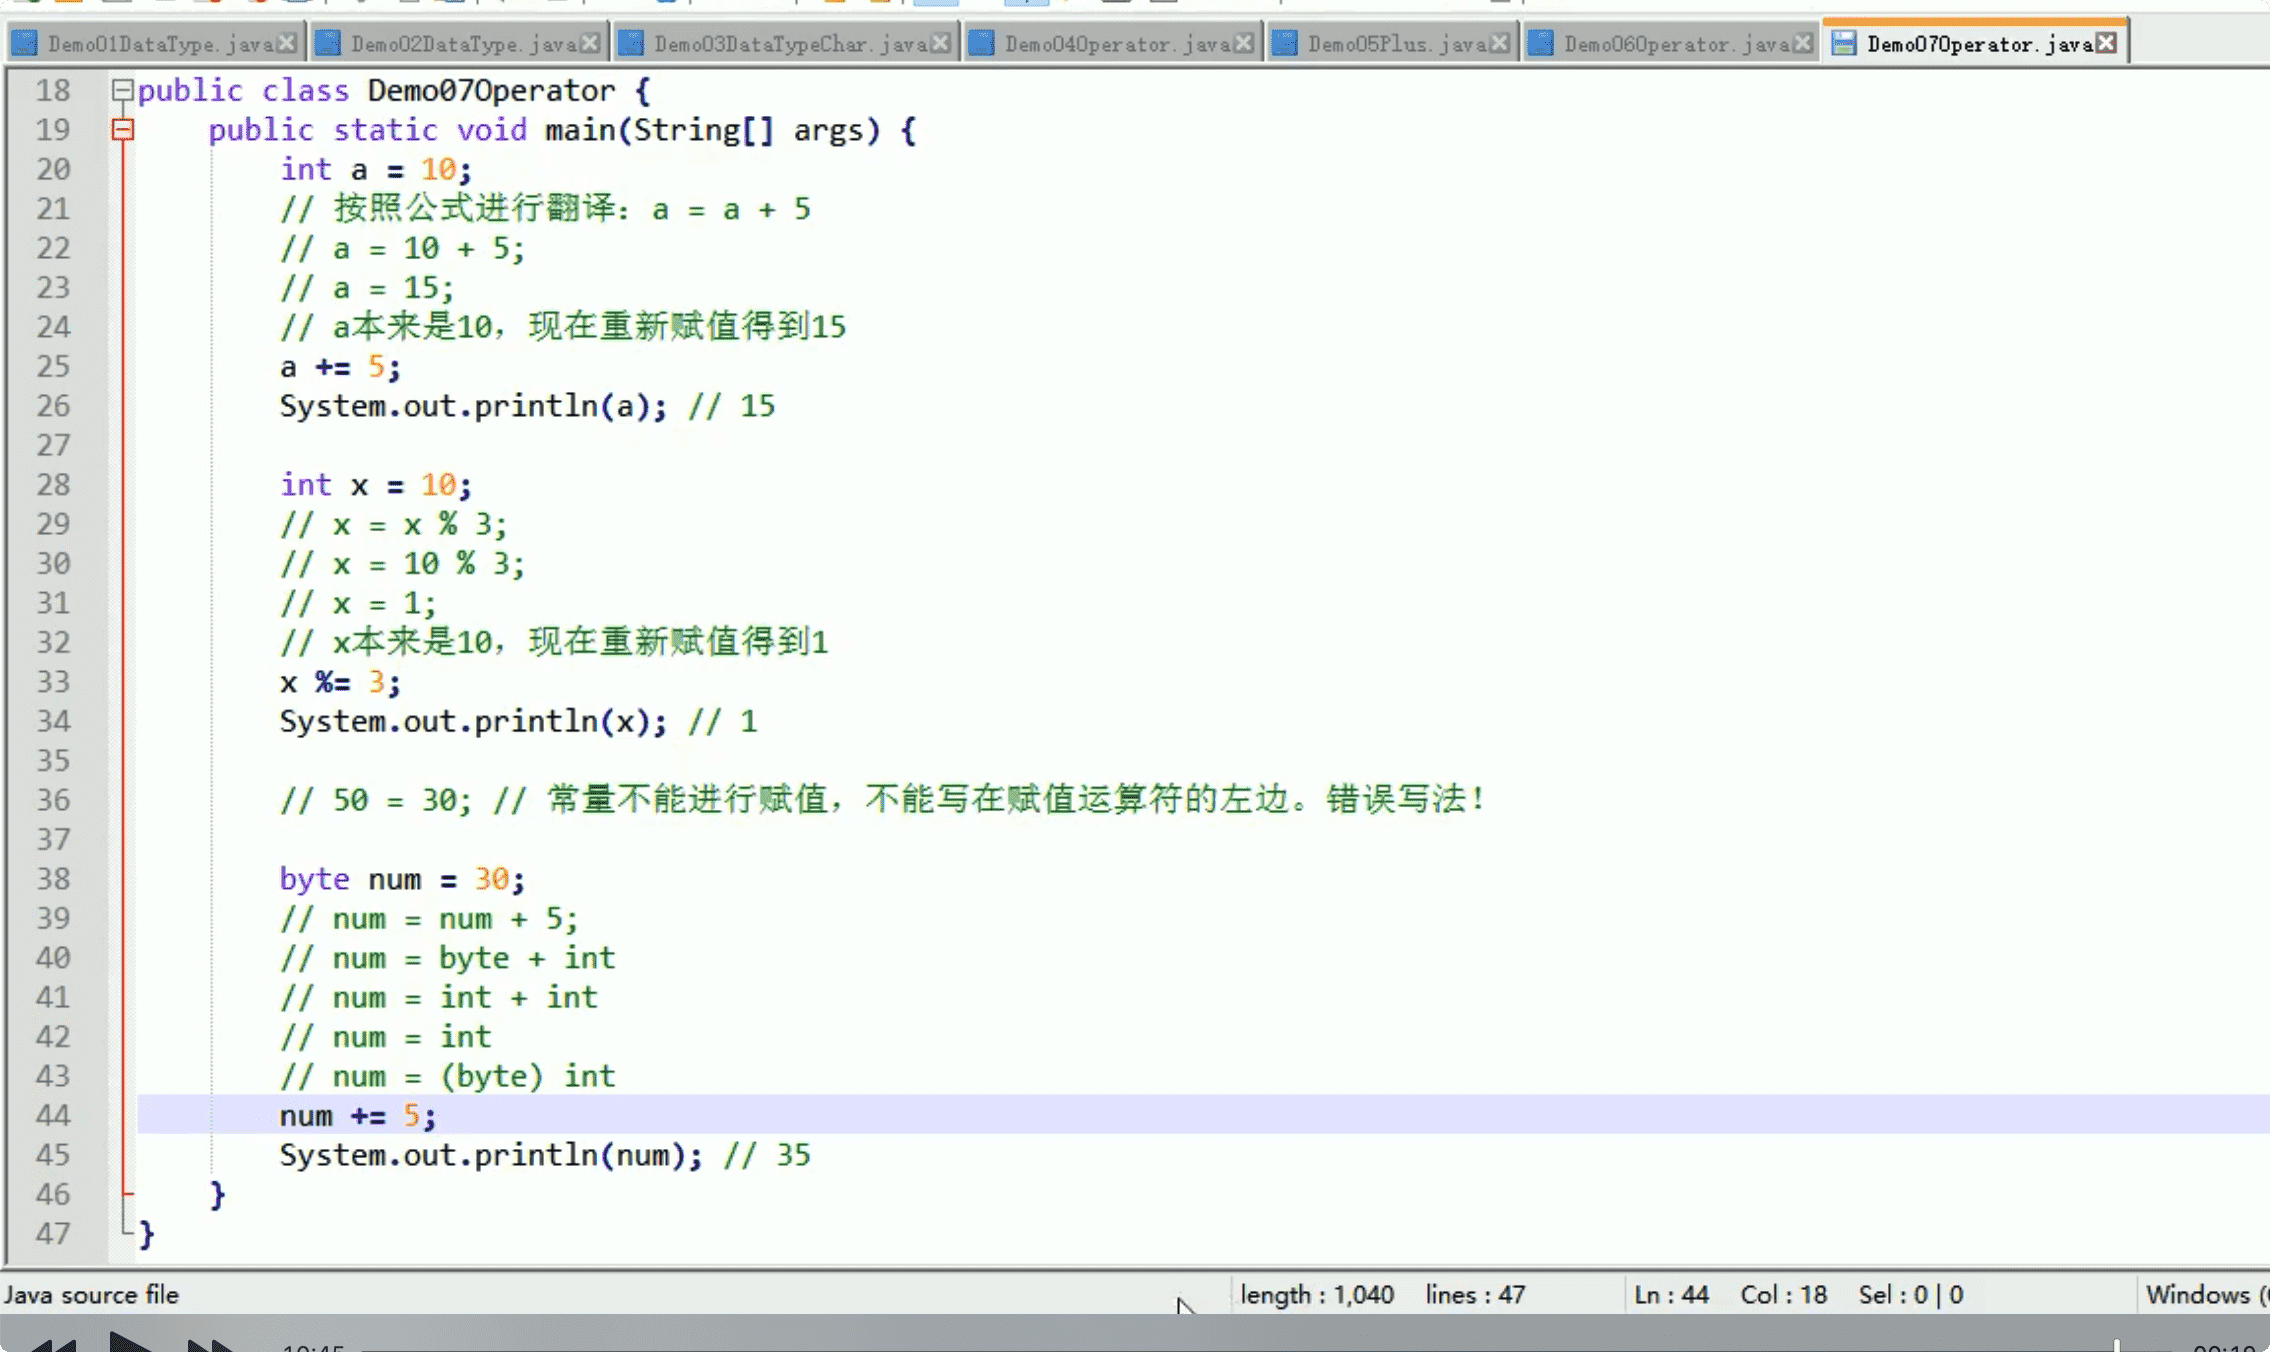 Demo01DataType.java Demo02DataType.java Demo03DataTypeChar.java Demo04Operator.java Demo05Plus.java Demo06Operator.java Demo07Operator.java
18 public class Demo07Operator {
19 public static void main(String[] args) {
20 int a = 10;
21 // 按照公式进行翻译：a = a + 5
22 // a = 10 + 5;
23 // a = 15;
24 // a本来是10，现在重新赋值得到15
25 a += 5;
26 System.out.println(a); // 15
27
28 int x = 10;
29 // x = x % 3;
30 // x = 10 % 3;
31 // x = 1;
32 // x本来是10，现在重新赋值得到1
33 x %= 3;
34 System.out.println(x); // 1
35
36 // 50 = 30; // 常量不能进行赋值，不能写在赋值运算符的左边。错误写法！
37
38 byte num = 30;
39 // num = num + 5;
40 // num = byte + int
41 // num = int + int
42 // num = int
43 // num = (byte) int
44 num += 5;
45 System.out.println(num); // 35
46 }
47 }
Java source file length : 1,040 lines : 47 Ln : 44 Col : 18 Sel : 0 | 0 Windows